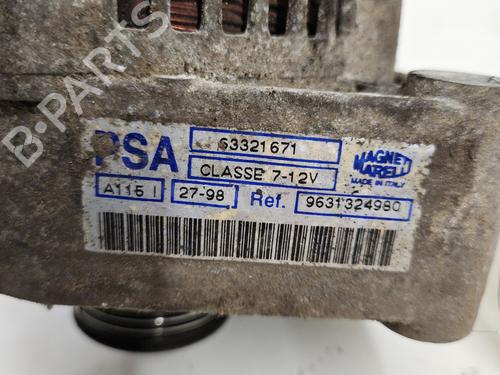 B-Parts
PSA
63321671
CLASSE 7-12V
MAGNETI
MARELLI
MADE IN ITALY
A115 I
27-98
Ref.
9631324980